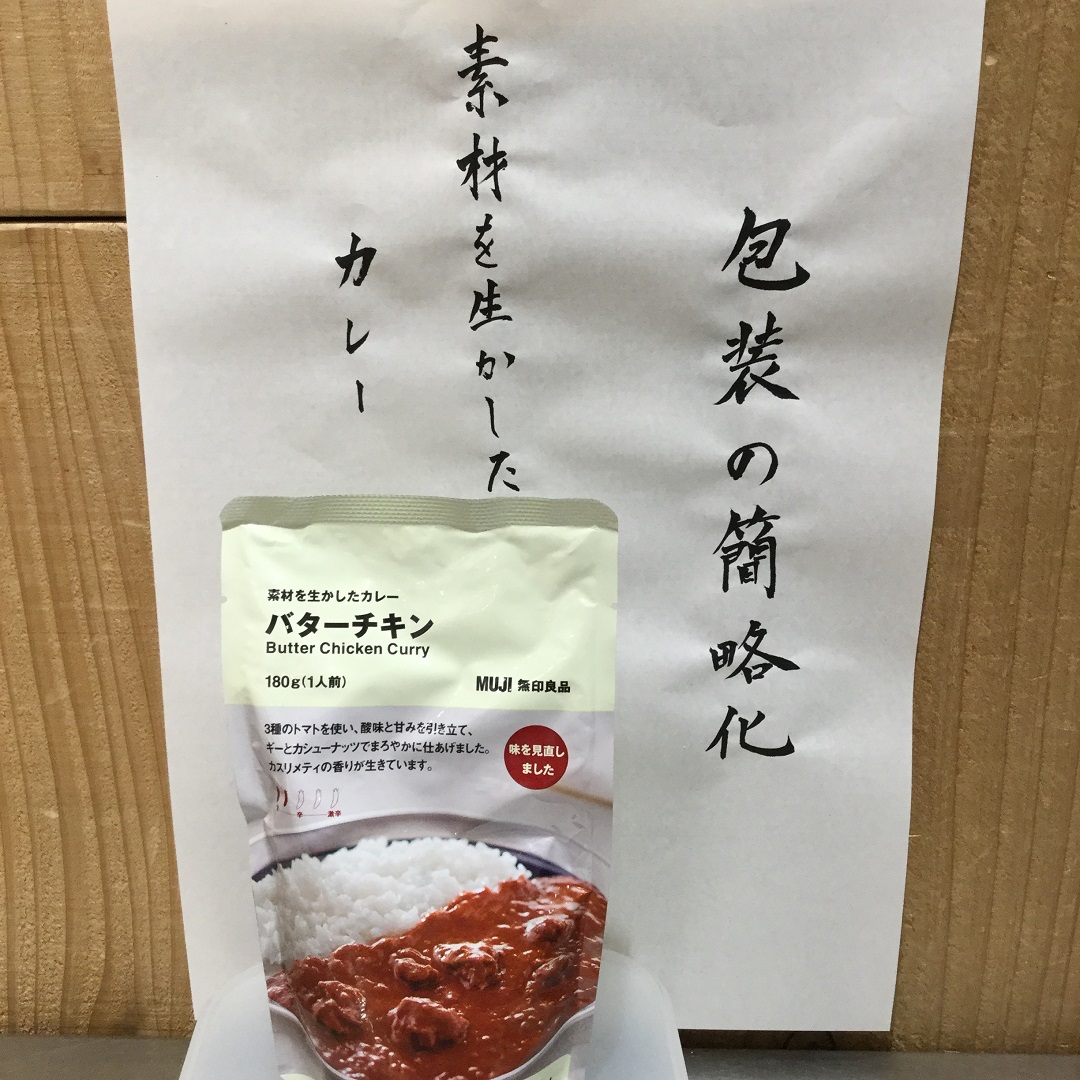 包装の簡略化
素材を生かした
カレー
素材を生かしたカレー
バターチキン
Butter Chicken Curry
180g(1人前)
MUJI 無印良品
3種のトマトを使い、酸味と甘みを引き立て、
ギーとカシューナッツでまろやかに仕あげました。
カスリメティの香りが生きています。
味を見直し
ました
辛
激辛